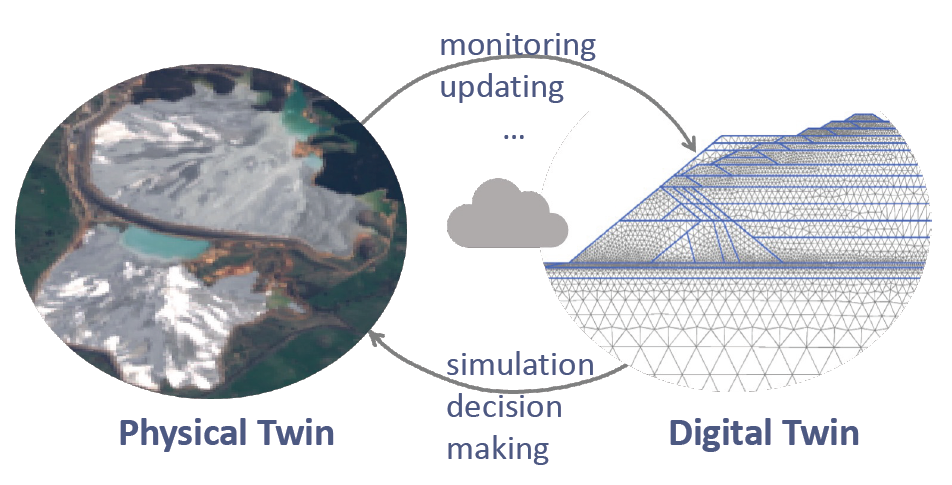 monitoring
updating
...
simulation
decision
making
Physical Twin
Digital Twin